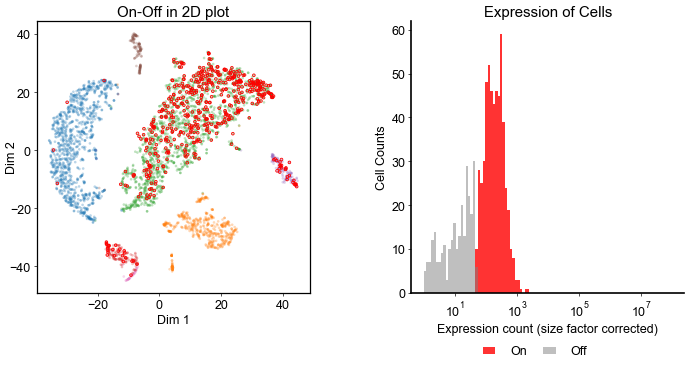 On-Off in 2D plot
40
20
0
−20
−40
Dim 2
−20
0
20
40
Dim 1
Expression of Cells
60
50
40
30
20
10
0
Cell Counts
10^1
10^3
10^5
10^7
Expression count (size factor corrected)
On
Off